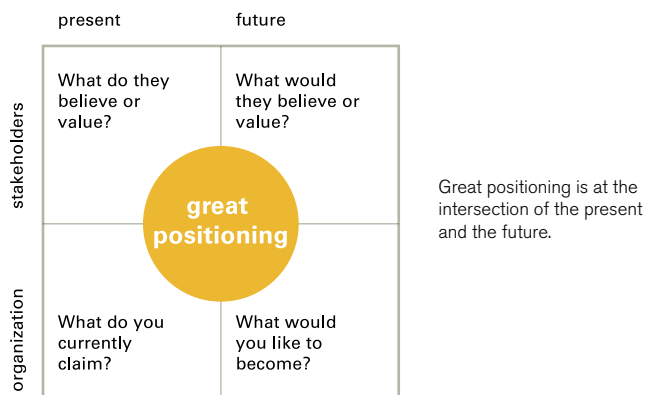 present
future
stakeholders
What do they
believe or
value?
What would
they believe or
value?
great
positioning
Great positioning is at the
intersection of the present
and the future.
organization
What do you
currently
claim?
What would
you like to
become?